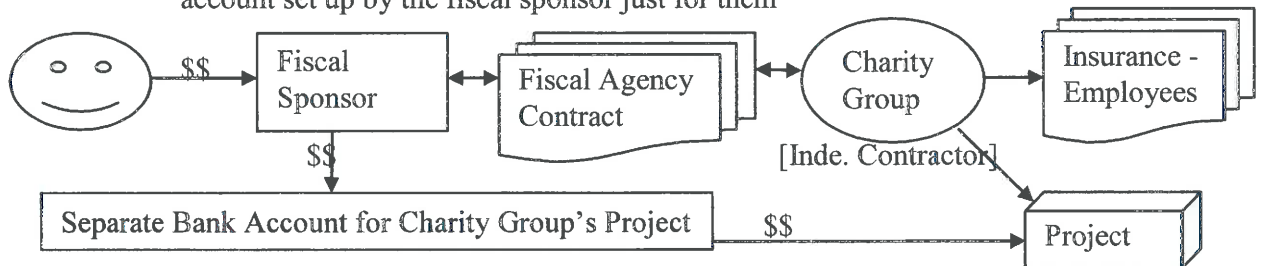 account set up by the fiscal sponsor just for them
$$
Fiscal
Sponsor
Fiscal Agency
Contract
Charity
Group
Insurance -
Employees
$$
[Inde. Contractor]
Separate Bank Account for Charity Group's Project
$$
Project